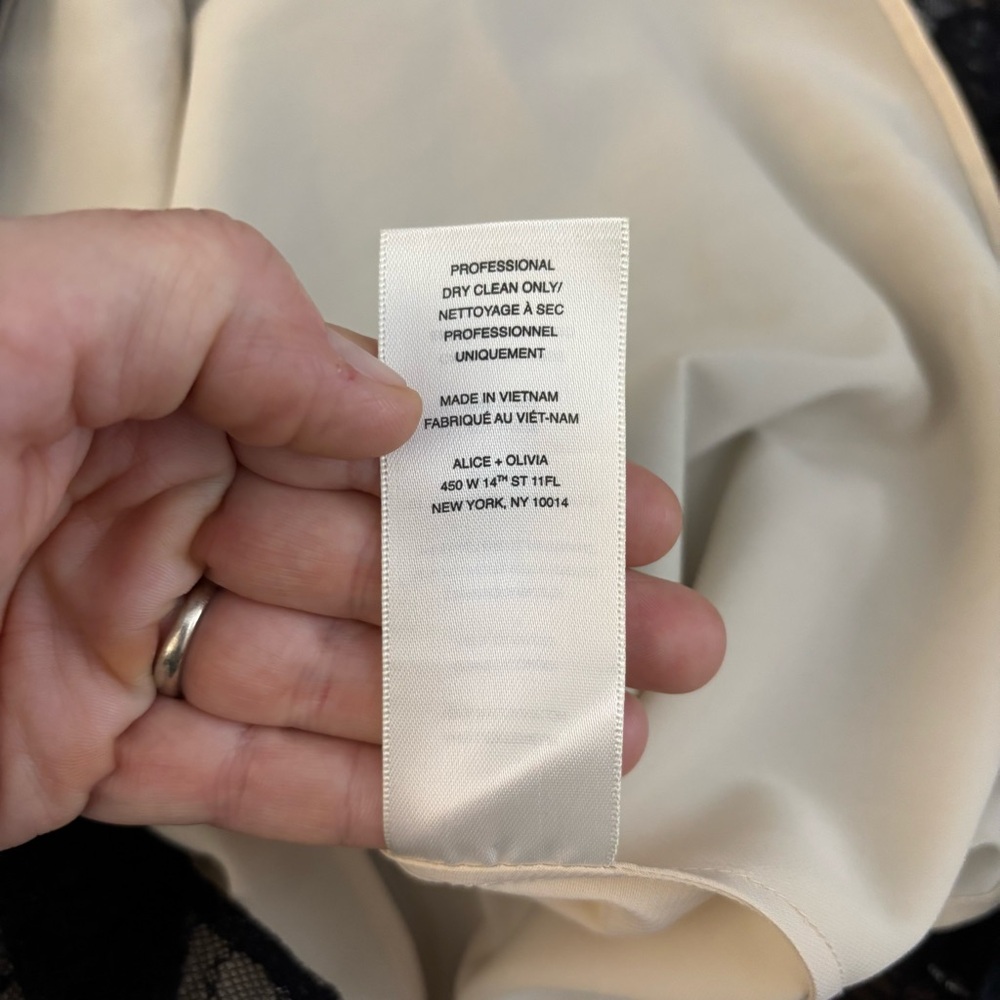 PROFESSIONAL
DRY CLEAN ONLY/
NETTOYAGE À SEC
PROFESSIONNEL
UNIQUEMENT
MADE IN VIETNAM
FABRIQUÉ AU VIÊT-NAM
ALICE + OLIVIA
450 W 14TH ST 11FL
NEW YORK, NY 10014